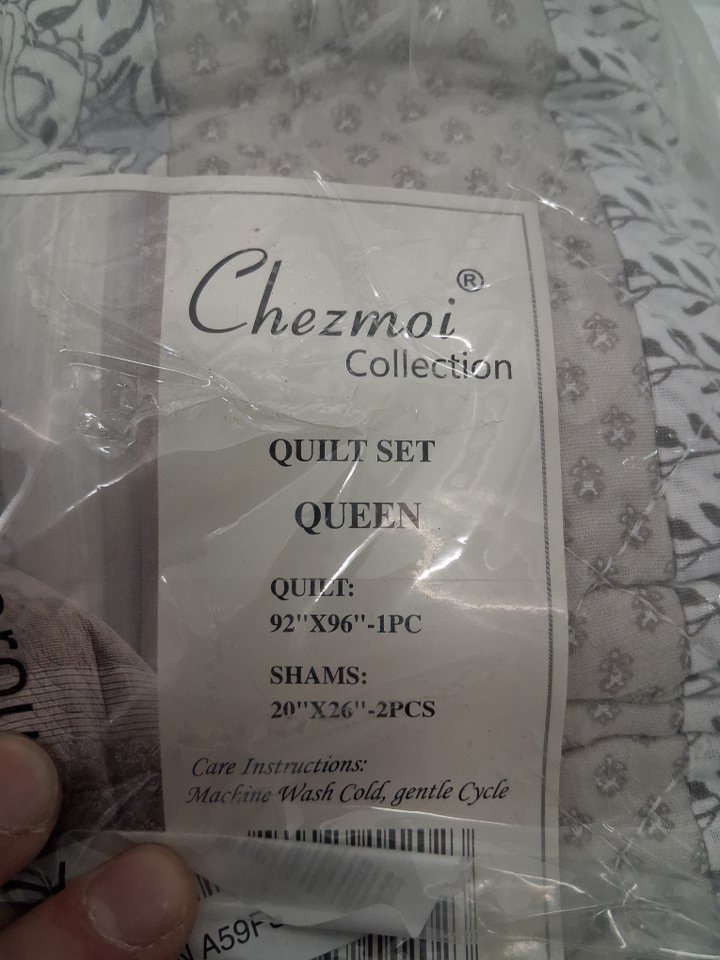 Chezmoi®
Collection
QUILT SET
QUEEN
QUILT:
92"X96"-1PC
SHAMS:
20"X26"-2PCS
Care Instructions:
Machine Wash Cold, gentle Cycle